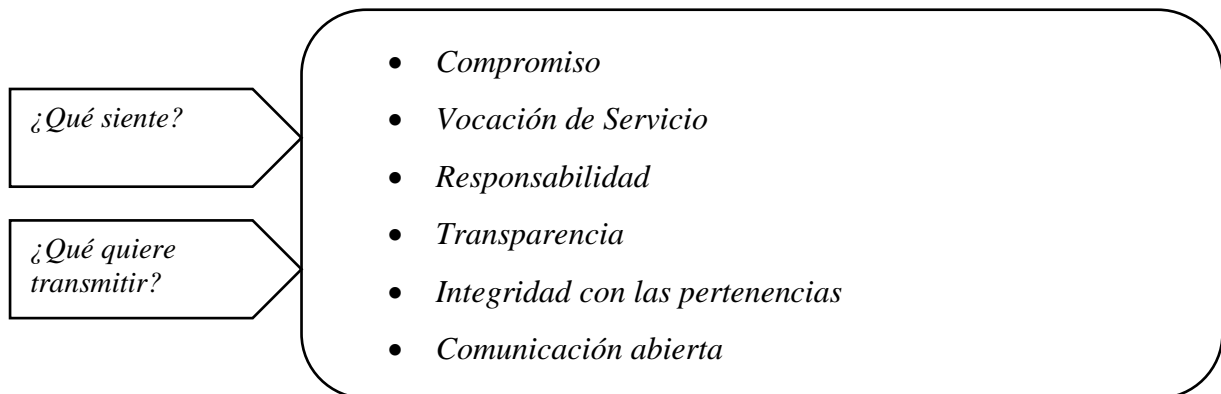 ¿Qué siente?
¿Qué quiere
transmitir?
• Compromiso
• Vocación de Servicio
• Responsabilidad
• Transparencia
• Integridad con las pertenencias
• Comunicación abierta